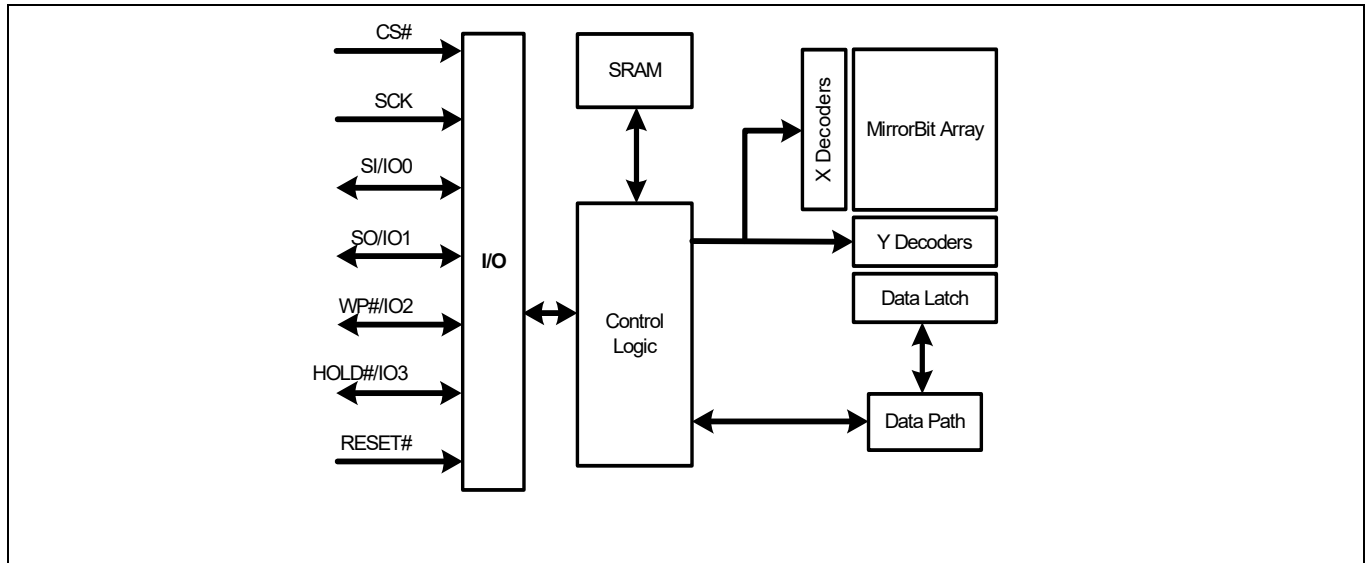 CS#
SCK
SI/IO0
SO/IO1
WP#/IO2
HOLD#/IO3
RESET#
I/O
SRAM
Control
Logic
X Decoders
MirrorBit Array
Y Decoders
Data Latch
Data Path